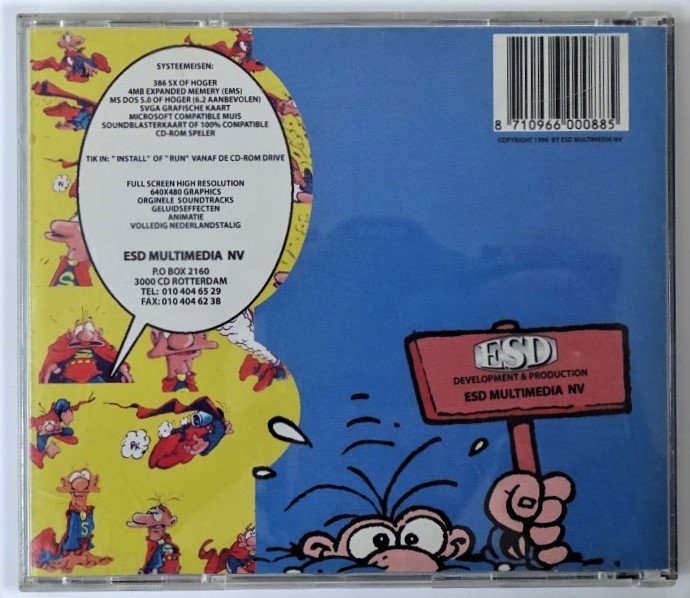 SYSTEEMEISEN:
386 SX OF HOGER
4MB EXPANDED MEMERY (EMS)
MS DOS 5.0 OF HOGER (6.2 AANBEVOLEN)
SVGA GRAFISCHE KAART
MICROSOFT COMPATIBLE MUIS
SOUNDBLASTERKAART OF 100% COMPATIBLE
CD-ROM SPELER
TIK IN: " INSTALL" OF "RUN" VANAF DE CD-ROM DRIVE
FULL SCREEN HIGH RESOLUTION
640X480 GRAPHICS
ORGINELE SOUNDTRACKS
GELUIDSEFFECTEN
ANIMATIE
VOLLEDIG NEDERLANDSTALIG
ESD MULTIMEDIA NV
P.O BOX 2160
3000 CD ROTTERDAM
TEL: 010 404 65 29
FAX: 010 404 62 38
8 710966 000885
COPYRIGHT 1996 BY ESD MULTIMEDIA NV
ESD
DEVELOPMENT & PRODUCTION
ESD MULTIMEDIA NV
PK
S
S